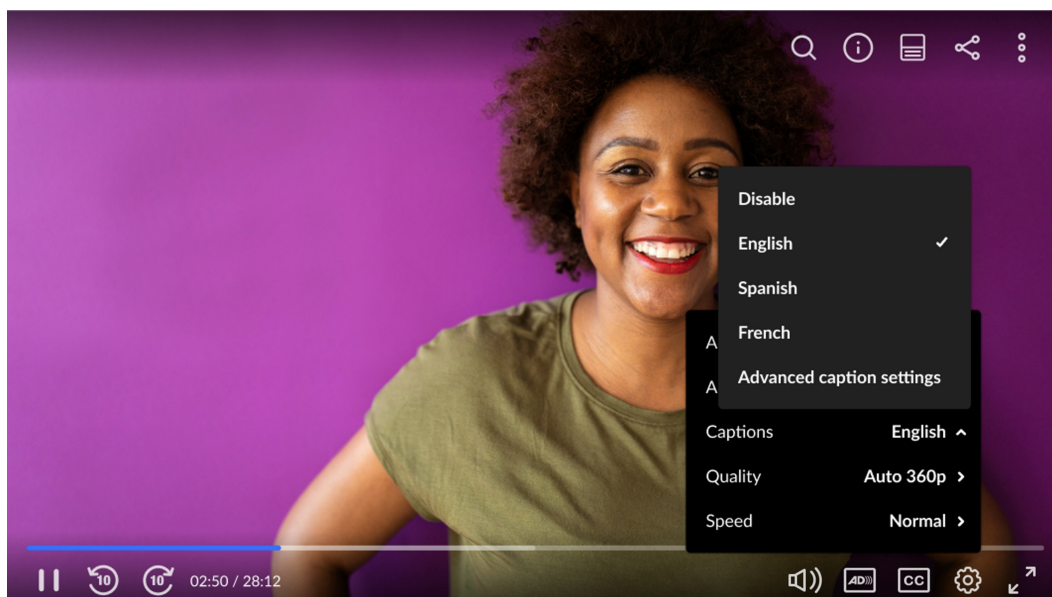 Disable
English
Spanish
French
Advanced caption settings
A
A
Captions English
Quality Auto 360p
Speed Normal
10 10 02:50 / 28:12 AD CC